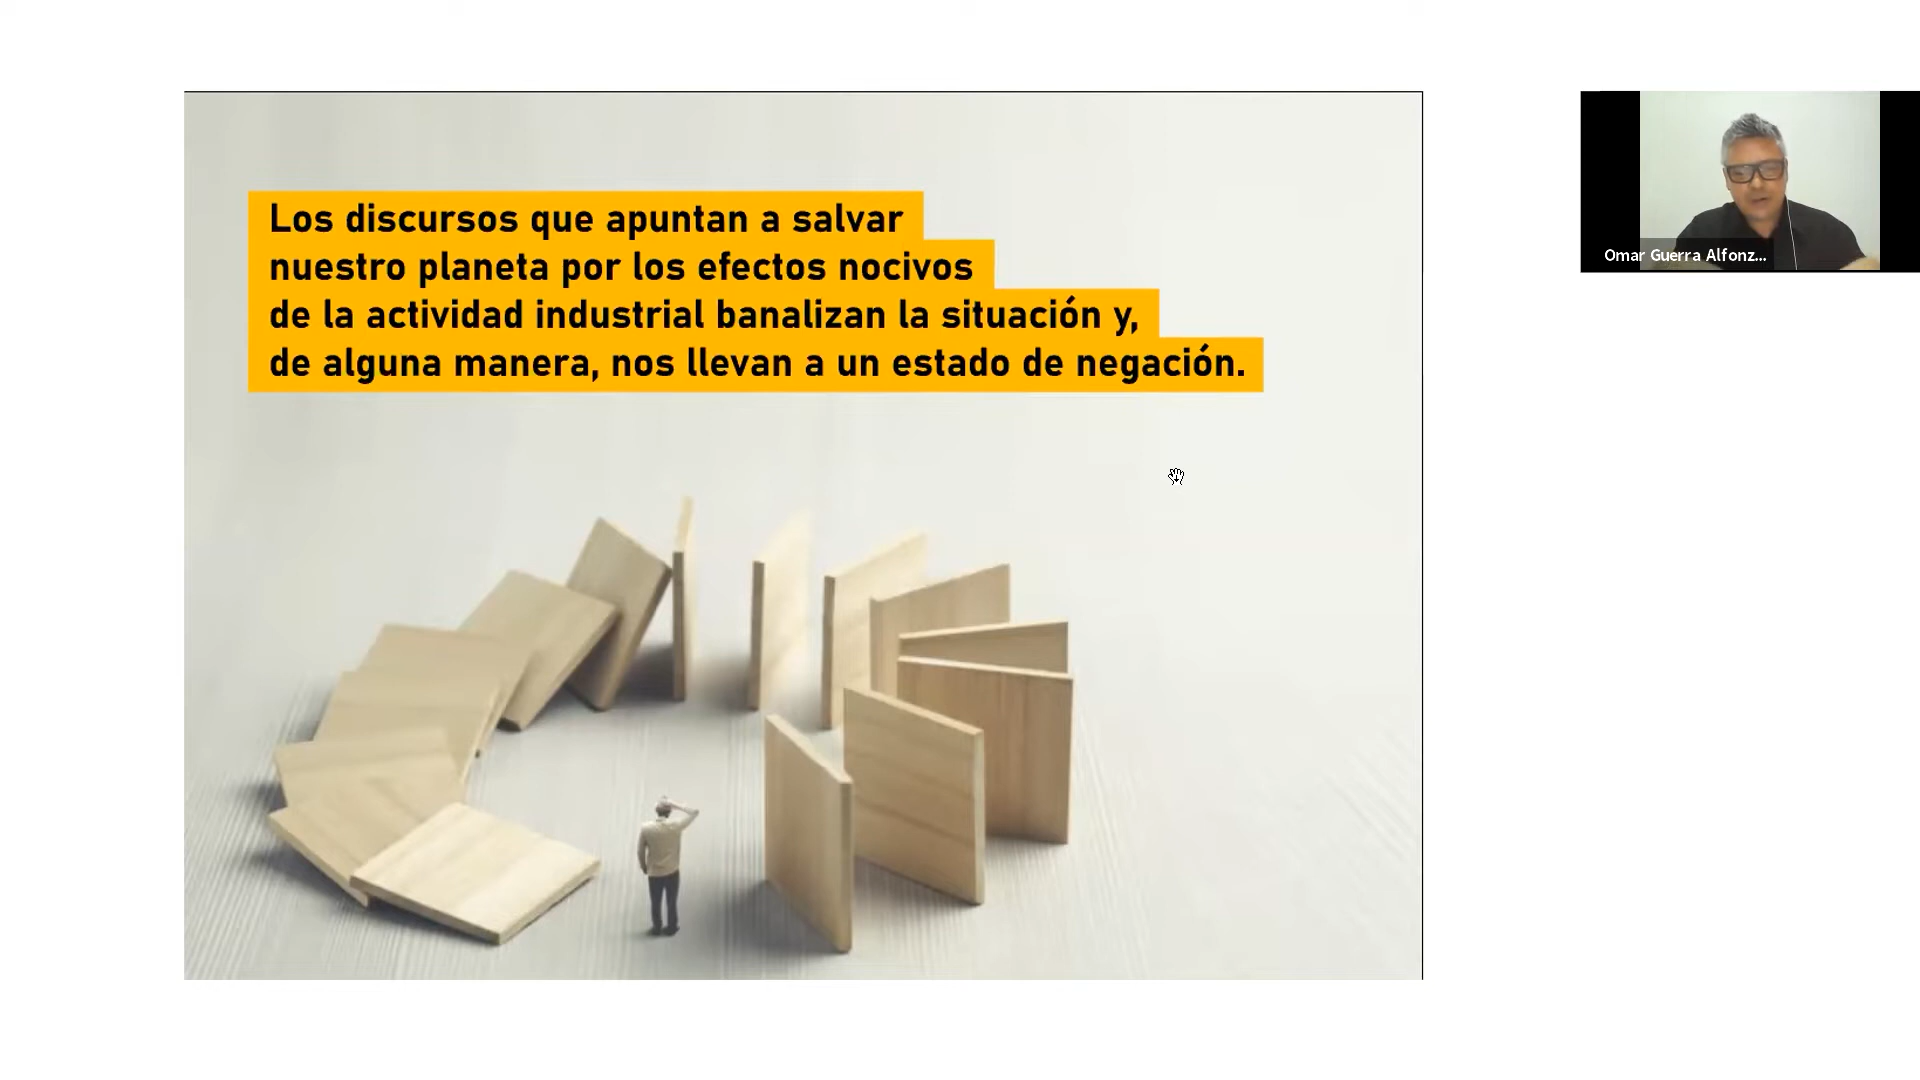 Los discursos que apuntan a salvar
nuestro planeta por los efectos nocivos
de la actividad industrial banalizan la situación y,
de alguna manera, nos llevan a un estado de negación.
Omar Guerra Alfonz...